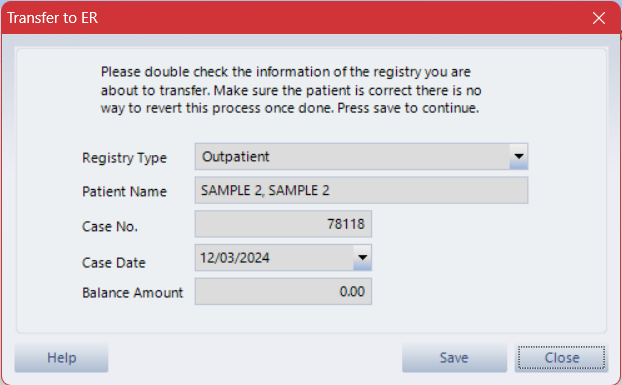 Transfer to ER
Please double check the information of the registry you are
about to transfer. Make sure the patient is correct there is no
way to revert this process once done. Press save to continue.
Registry Type Outpatient
Patient Name SAMPLE 2, SAMPLE 2
Case No. 78118
Case Date 12/03/2024
Balance Amount 0.00
Help Save Close